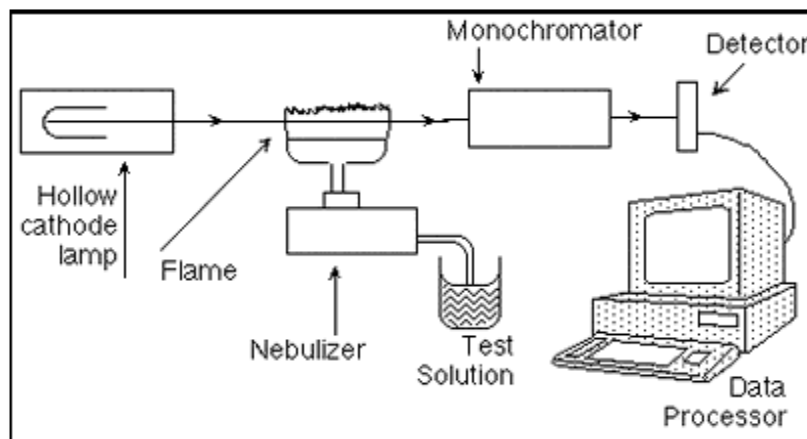 Monochromator
Detector
Hollow
cathode
lamp
Flame
Nebulizer
Test
Solution
Data
Processor